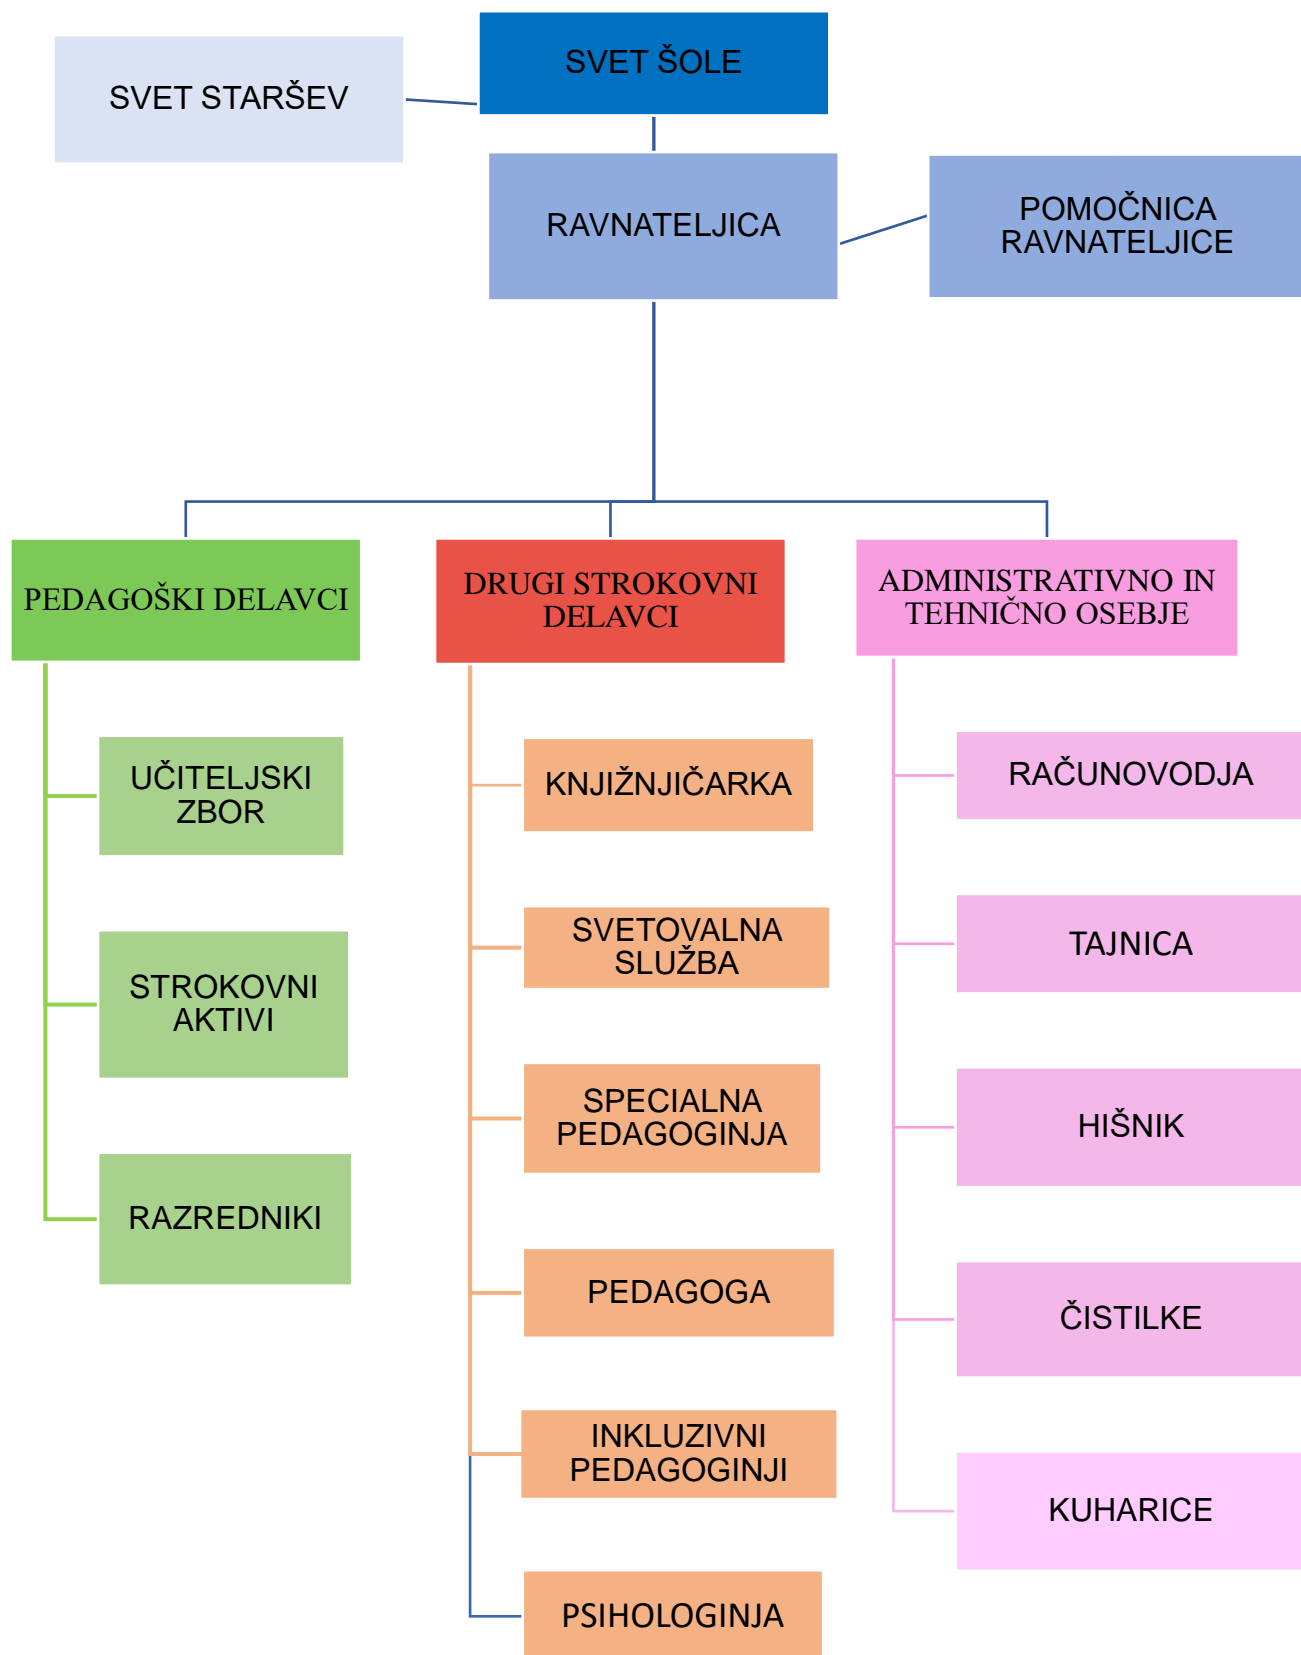 SVET ŠOLE
SVET STARŠEV
RAVNATELJICA
POMOČNICA
RAVNATELJICE
PEDAGOŠKI DELAVCI
UČITELJSKI
ZBOR
STROKOVNI
AKTIVI
RAZREDNIKI
DRUGI STROKOVNI
DELAVCI
KNJIŽNJIČARKA
SVETOVALNA
SLUŽBA
SPECIALNA
PEDAGOGINJA
PEDAGOGA
INKLUZIVNI
PEDAGOGINJI
PSIHOLOGINJA
ADMINISTRATIVNO IN
TEHNIČNO OSEBJE
RAČUNOVODJA
TAJNICA
HIŠNIK
ČISTILKE
KUHARICE